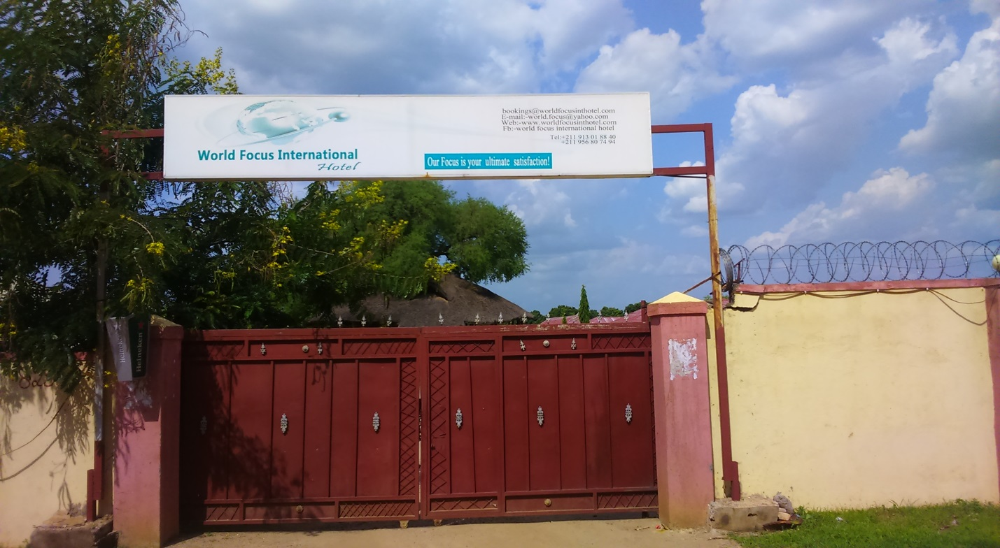 World Focus International
Hotel
Our Focus is your ultimate satisfaction!
bookings@worldfocusinthotel.com
E-mail:-world.focus@yahoo.com
Web:-www.worldfocusinthotel.com
Fb:-world focus international hotel
Tel:+211 913 01 88 40
+211 956 80 74 94
Heineken
Heineken